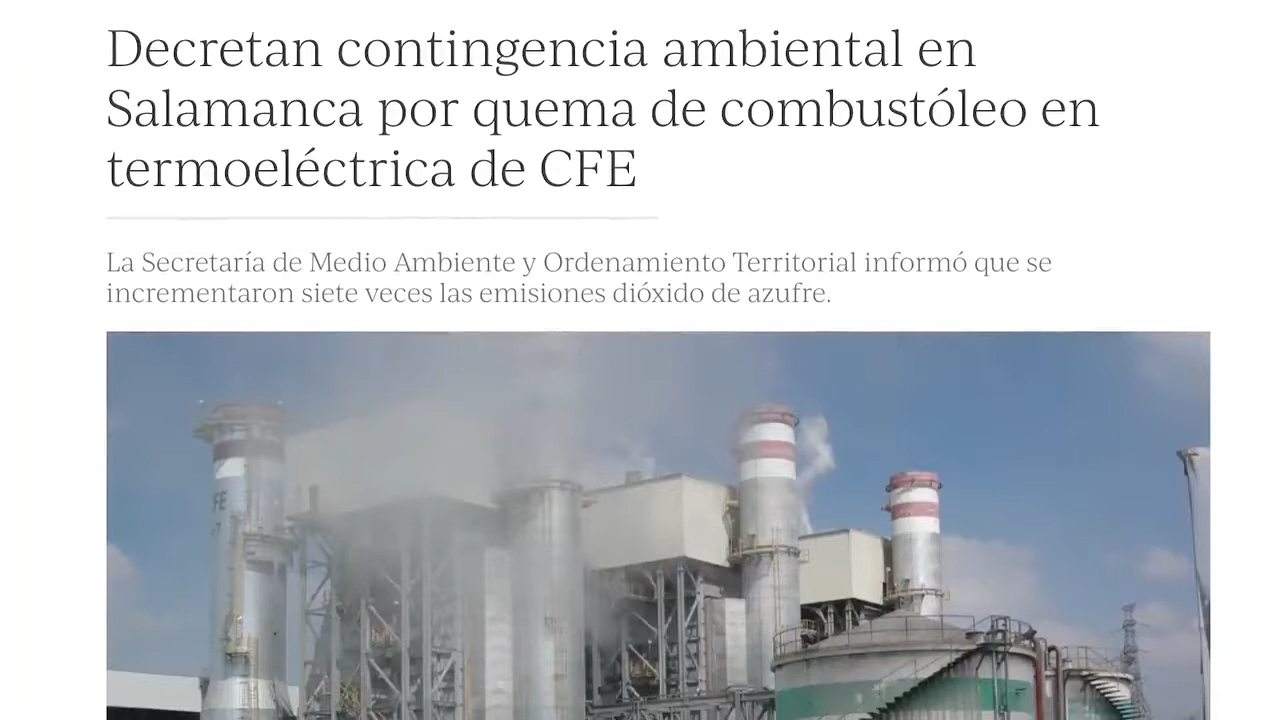 Decretan contingencia ambiental en
Salamanca por quema de combustóleo en
termoeléctrica de CFE
La Secretaría de Medio Ambiente y Ordenamiento Territorial informó que se
incrementaron siete veces las emisiones dióxido de azufre.
FE